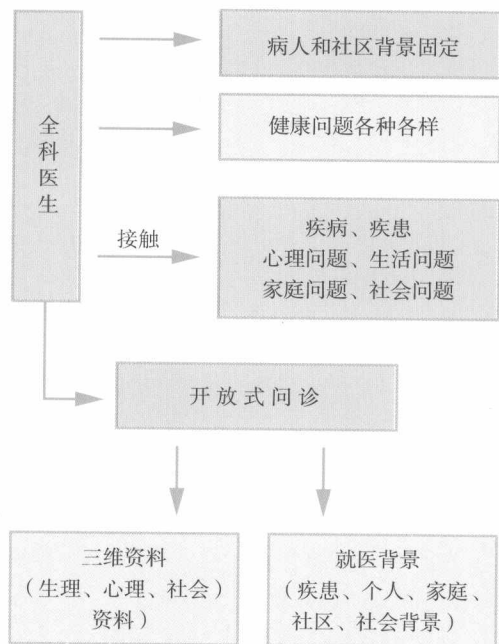 病人和社区背景固定
全科医生
健康问题各种各样
接触
疾病、疾患
心理问题、生活问题
家庭问题、社会问题
开放式问诊
三维资料
（生理、心理、社会）
资料）
就医背景
（疾患、个人、家庭、
社区、社会背景）